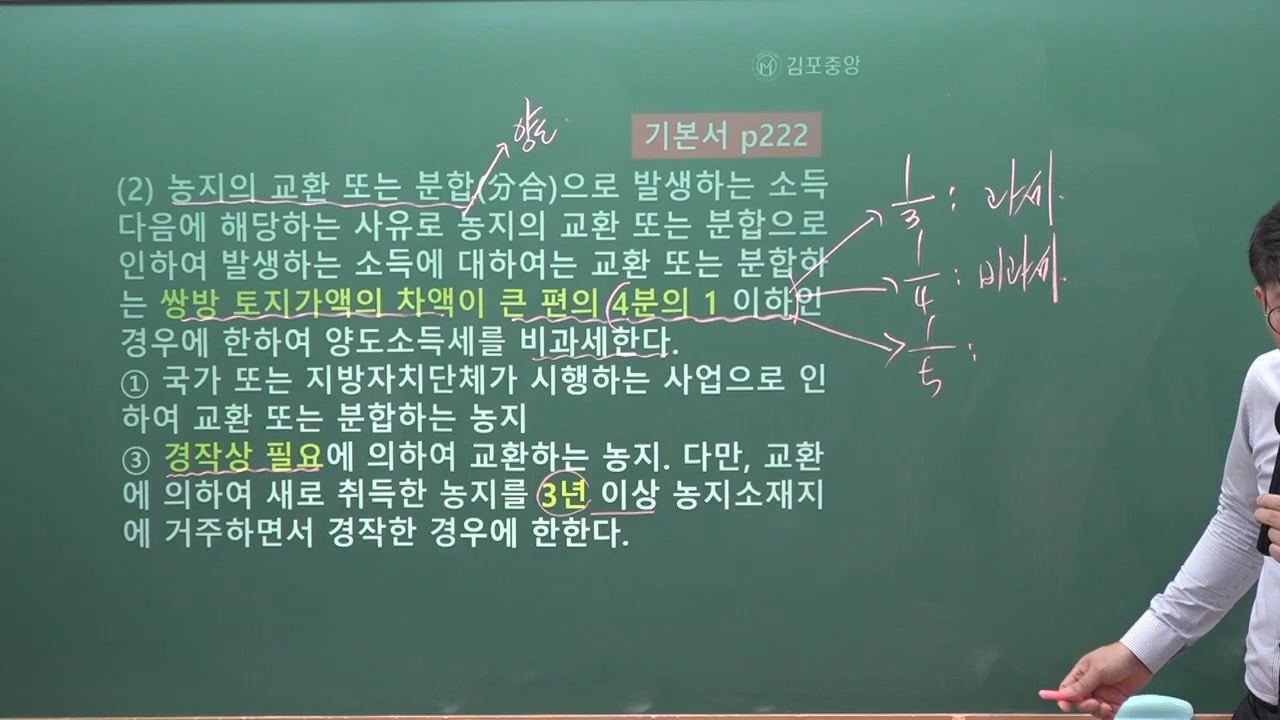 김포중앙
양도
기본서 p222
(2) 농지의 교환 또는 분합(分合)으로 발생하는 소득
다음에 해당하는 사유로 농지의 교환 또는 분합으로
인하여 발생하는 소득에 대하여는 교환 또는 분합하
는 쌍방 토지가액의 차액이 큰 편의 4분의 1 이하인
경우에 한하여 양도소득세를 비과세한다.
① 국가 또는 지방자치단체가 시행하는 사업으로 인
하여 교환 또는 분합하는 농지
③ 경작상 필요에 의하여 교환하는 농지. 다만, 교환
에 의하여 새로 취득한 농지를 3년 이상 농지소재지
에 거주하면서 경작한 경우에 한한다.
1/3 : 과세.
1/4 : 비과세.
1/5 :